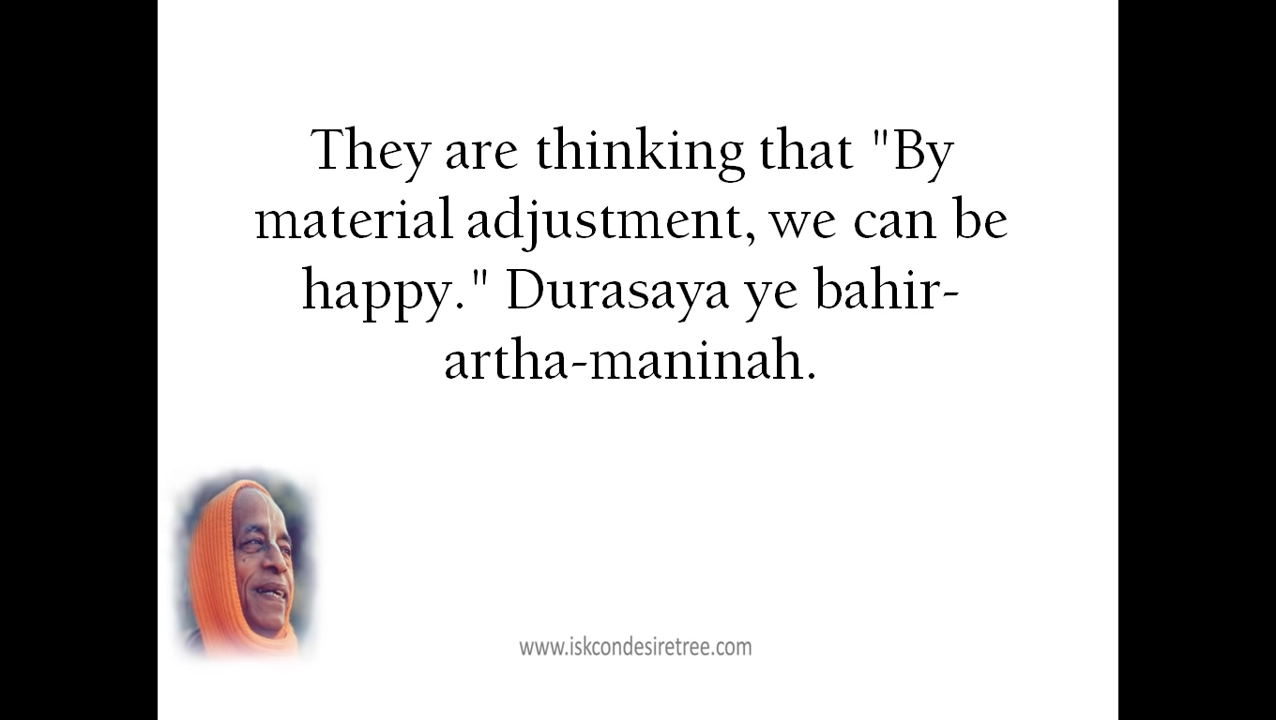 They are thinking that "By
material adjustment, we can be
happy." Durasaya ye bahir-
artha-maninah.
www.iskcondesiretree.com